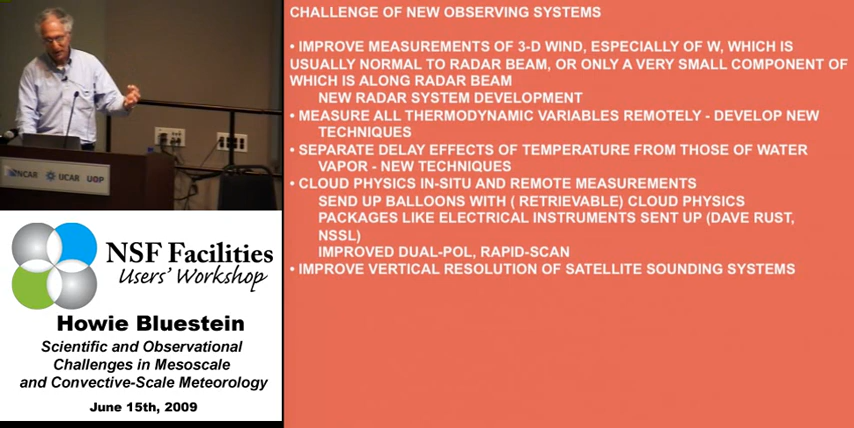 CHALLENGE OF NEW OBSERVING SYSTEMS
• IMPROVE MEASUREMENTS OF 3-D WIND, ESPECIALLY OF W, WHICH IS
USUALLY NORMAL TO RADAR BEAM, OR ONLY A VERY SMALL COMPONENT OF
WHICH IS ALONG RADAR BEAM
NEW RADAR SYSTEM DEVELOPMENT
• MEASURE ALL THERMODYNAMIC VARIABLES REMOTELY - DEVELOP NEW
TECHNIQUES
• SEPARATE DELAY EFFECTS OF TEMPERATURE FROM THOSE OF WATER
VAPOR - NEW TECHNIQUES
• CLOUD PHYSICS IN-SITU AND REMOTE MEASUREMENTS
SEND UP BALLOONS WITH ( RETRIEVABLE) CLOUD PHYSICS
PACKAGES LIKE ELECTRICAL INSTRUMENTS SENT UP (DAVE RUST,
NSSL)
IMPROVED DUAL-POL, RAPID-SCAN
• IMPROVE VERTICAL RESOLUTION OF SATELLITE SOUNDING SYSTEMS
NCAR UCAR UOP
NSF Facilities
Users' Workshop
Howie Bluestein
Scientific and Observational
Challenges in Mesoscale
and Convective-Scale Meteorology
June 15th, 2009